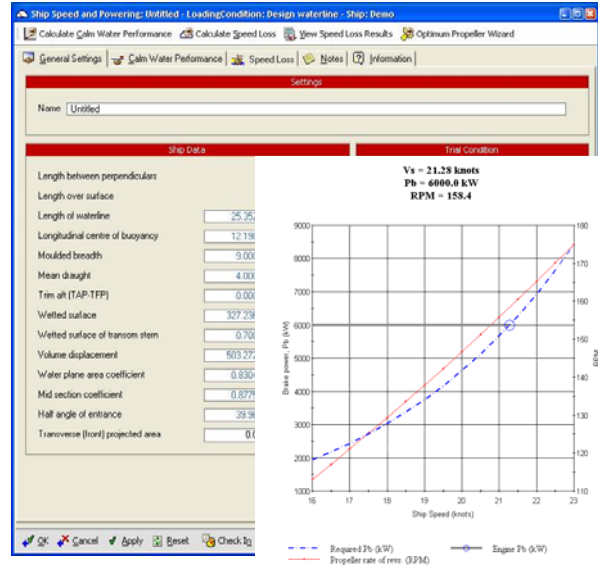 Ship Speed and Powering: Untitled - LoadingCondition: Design waterline - Ship: Demo
Calculate Calm Water Performance Calculate Speed Loss View Speed Loss Results Optimum Propeller Wizard
General Settings Calm Water Performance Speed Loss Notes Information
Settings
Name Untitled
Ship Data Trial Condition
Length between perpendiculars
Length over surface
Length of waterline 25.352
Longitudinal centre of buoyancy 12.198
Moulded breadth 9.000
Mean draught 4.000
Trim aft (TAP-TFP) 0.000
Wetted surface
Wetted surface of transom stern
Volume displacement
Water plane area coefficient 0.8304
Mid section coefficient
Half angle of entrance
Transverse (front) projected area 0.0
OK Cancel Apply Reset Check In
Vs = 21.28 knots
Pb = 6000.0 kW
RPM = 158.4
9000 180
8000 170
7000 160
6000 150
5000 140
4000 130
3000 120
2000
1000 110
Brake power, Pb (kW)
RPM
16 17 18 19 20 21 22 23
Ship Speed (knots)
Required Pb (kW) Engine Pb (kW)
Propeller rate of revs. (RPM)